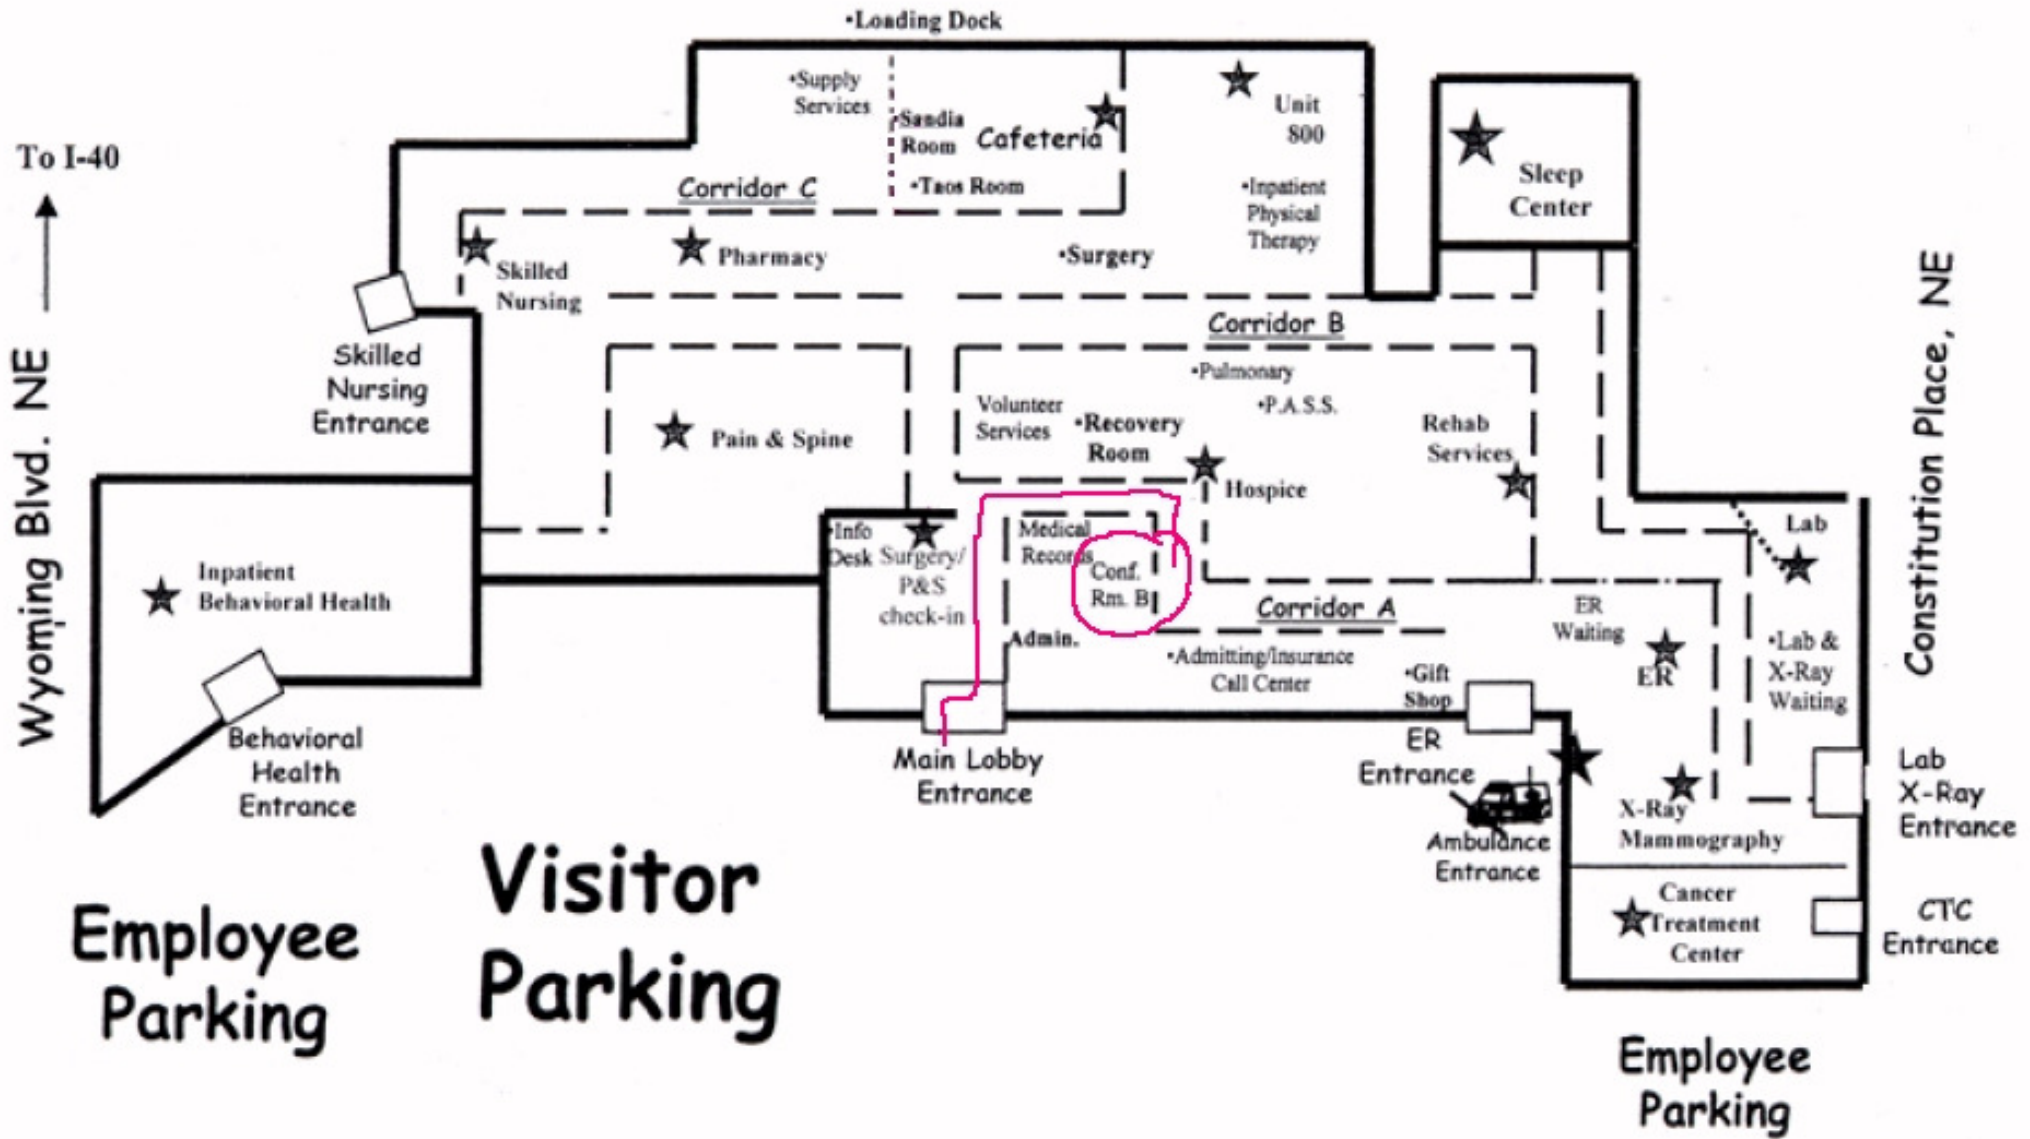 •Loading Dock
•Supply
Services
•Sandia
Room
Cafeteria
•Taos Room
Unit
800
•Inpatient
Physical
Therapy
Sleep
Center
To I-40
Wyoming Blvd. NE
Corridor C
Skilled
Nursing
Pharmacy
•Surgery
Skilled
Nursing
Entrance
Corridor B
•Pulmonary
•P.A.S.S.
Volunteer
Services
•Recovery
Room
Hospice
Rehab
Services
Pain & Spine
Constitution Place, NE
Inpatient
Behavioral Health
Behavioral
Health
Entrance
•Info
Desk
Surgery/
P&S
check-in
Medical
Records
Conf.
Rm. B
Admin.
Corridor A
•Admitting/Insurance
Call Center
•Gift
Shop
ER
Waiting
ER
Lab
•Lab &
X-Ray
Waiting
Main Lobby
Entrance
ER
Entrance
Ambulance
Entrance
X-Ray
Mammography
Lab
X-Ray
Entrance
Cancer
Treatment
Center
CTC
Entrance
Visitor
Parking
Employee
Parking
Employee
Parking